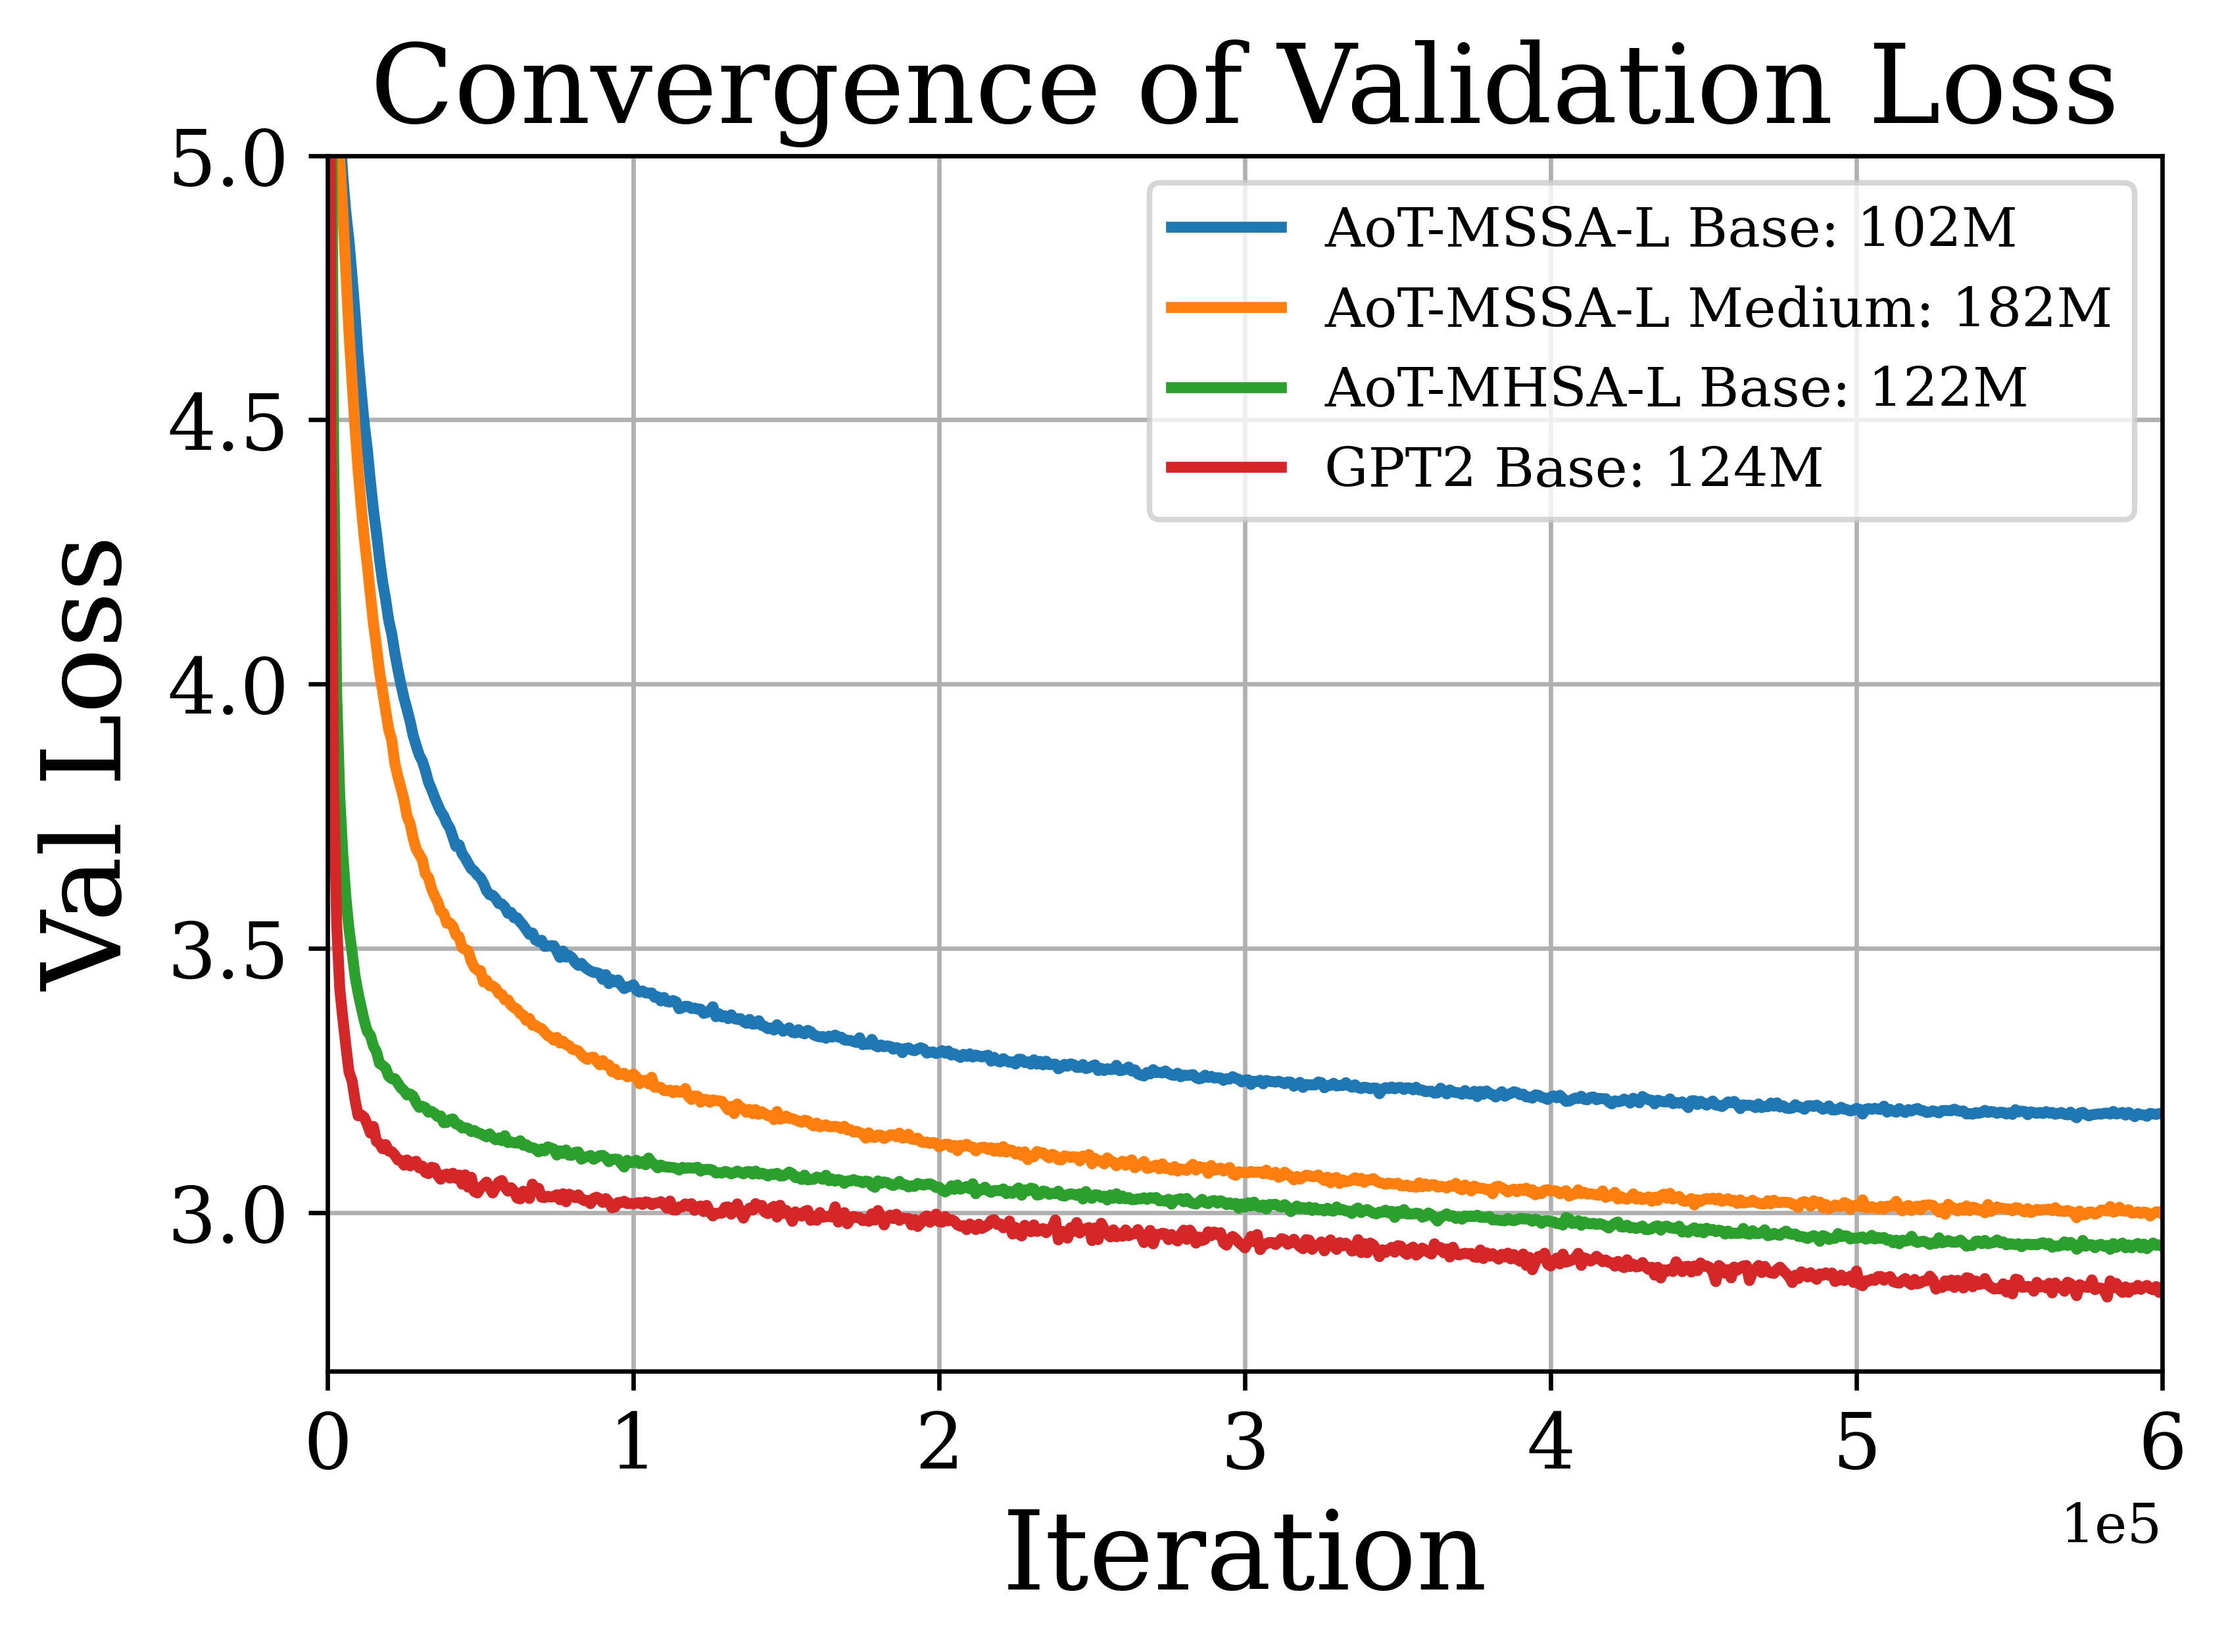 Convergence of Validation Loss
5.0
4.5
4.0
3.5
3.0
Val Loss
AoT-MSSA-L Base: 102M
AoT-MSSA-L Medium: 182M
AoT-MHSA-L Base: 122M
GPT2 Base: 124M
0 1 2 3 4 5 6
1e5
Iteration